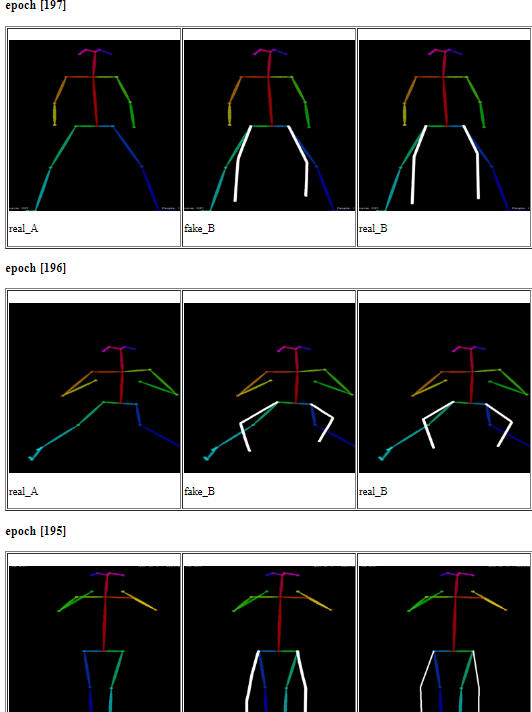 epoch [197]
real_A
fake_B
real_B
epoch [196]
real_A
fake_B
real_B
epoch [195]